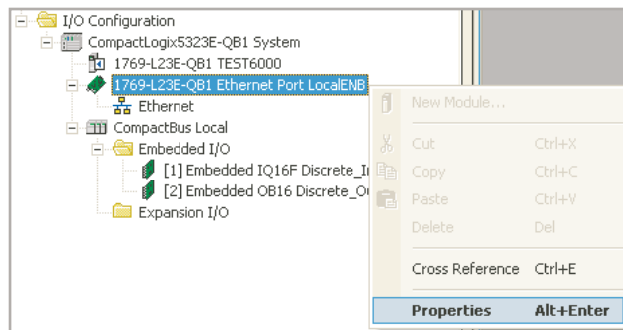 I/O Configuration
CompactLogix5323E-QB1 System
1769-L23E-QB1 TEST6000
1769-L23E-QB1 Ethernet Port LocalENB
Ethernet
CompactBus Local
Embedded I/O
[1] Embedded IQ16F Discrete_I
[2] Embedded OB16 Discrete_O
Expansion I/O
New Module...
Cut Ctrl+X
Copy Ctrl+C
Paste Ctrl+V
Delete Del
Cross Reference Ctrl+E
Properties Alt+Enter